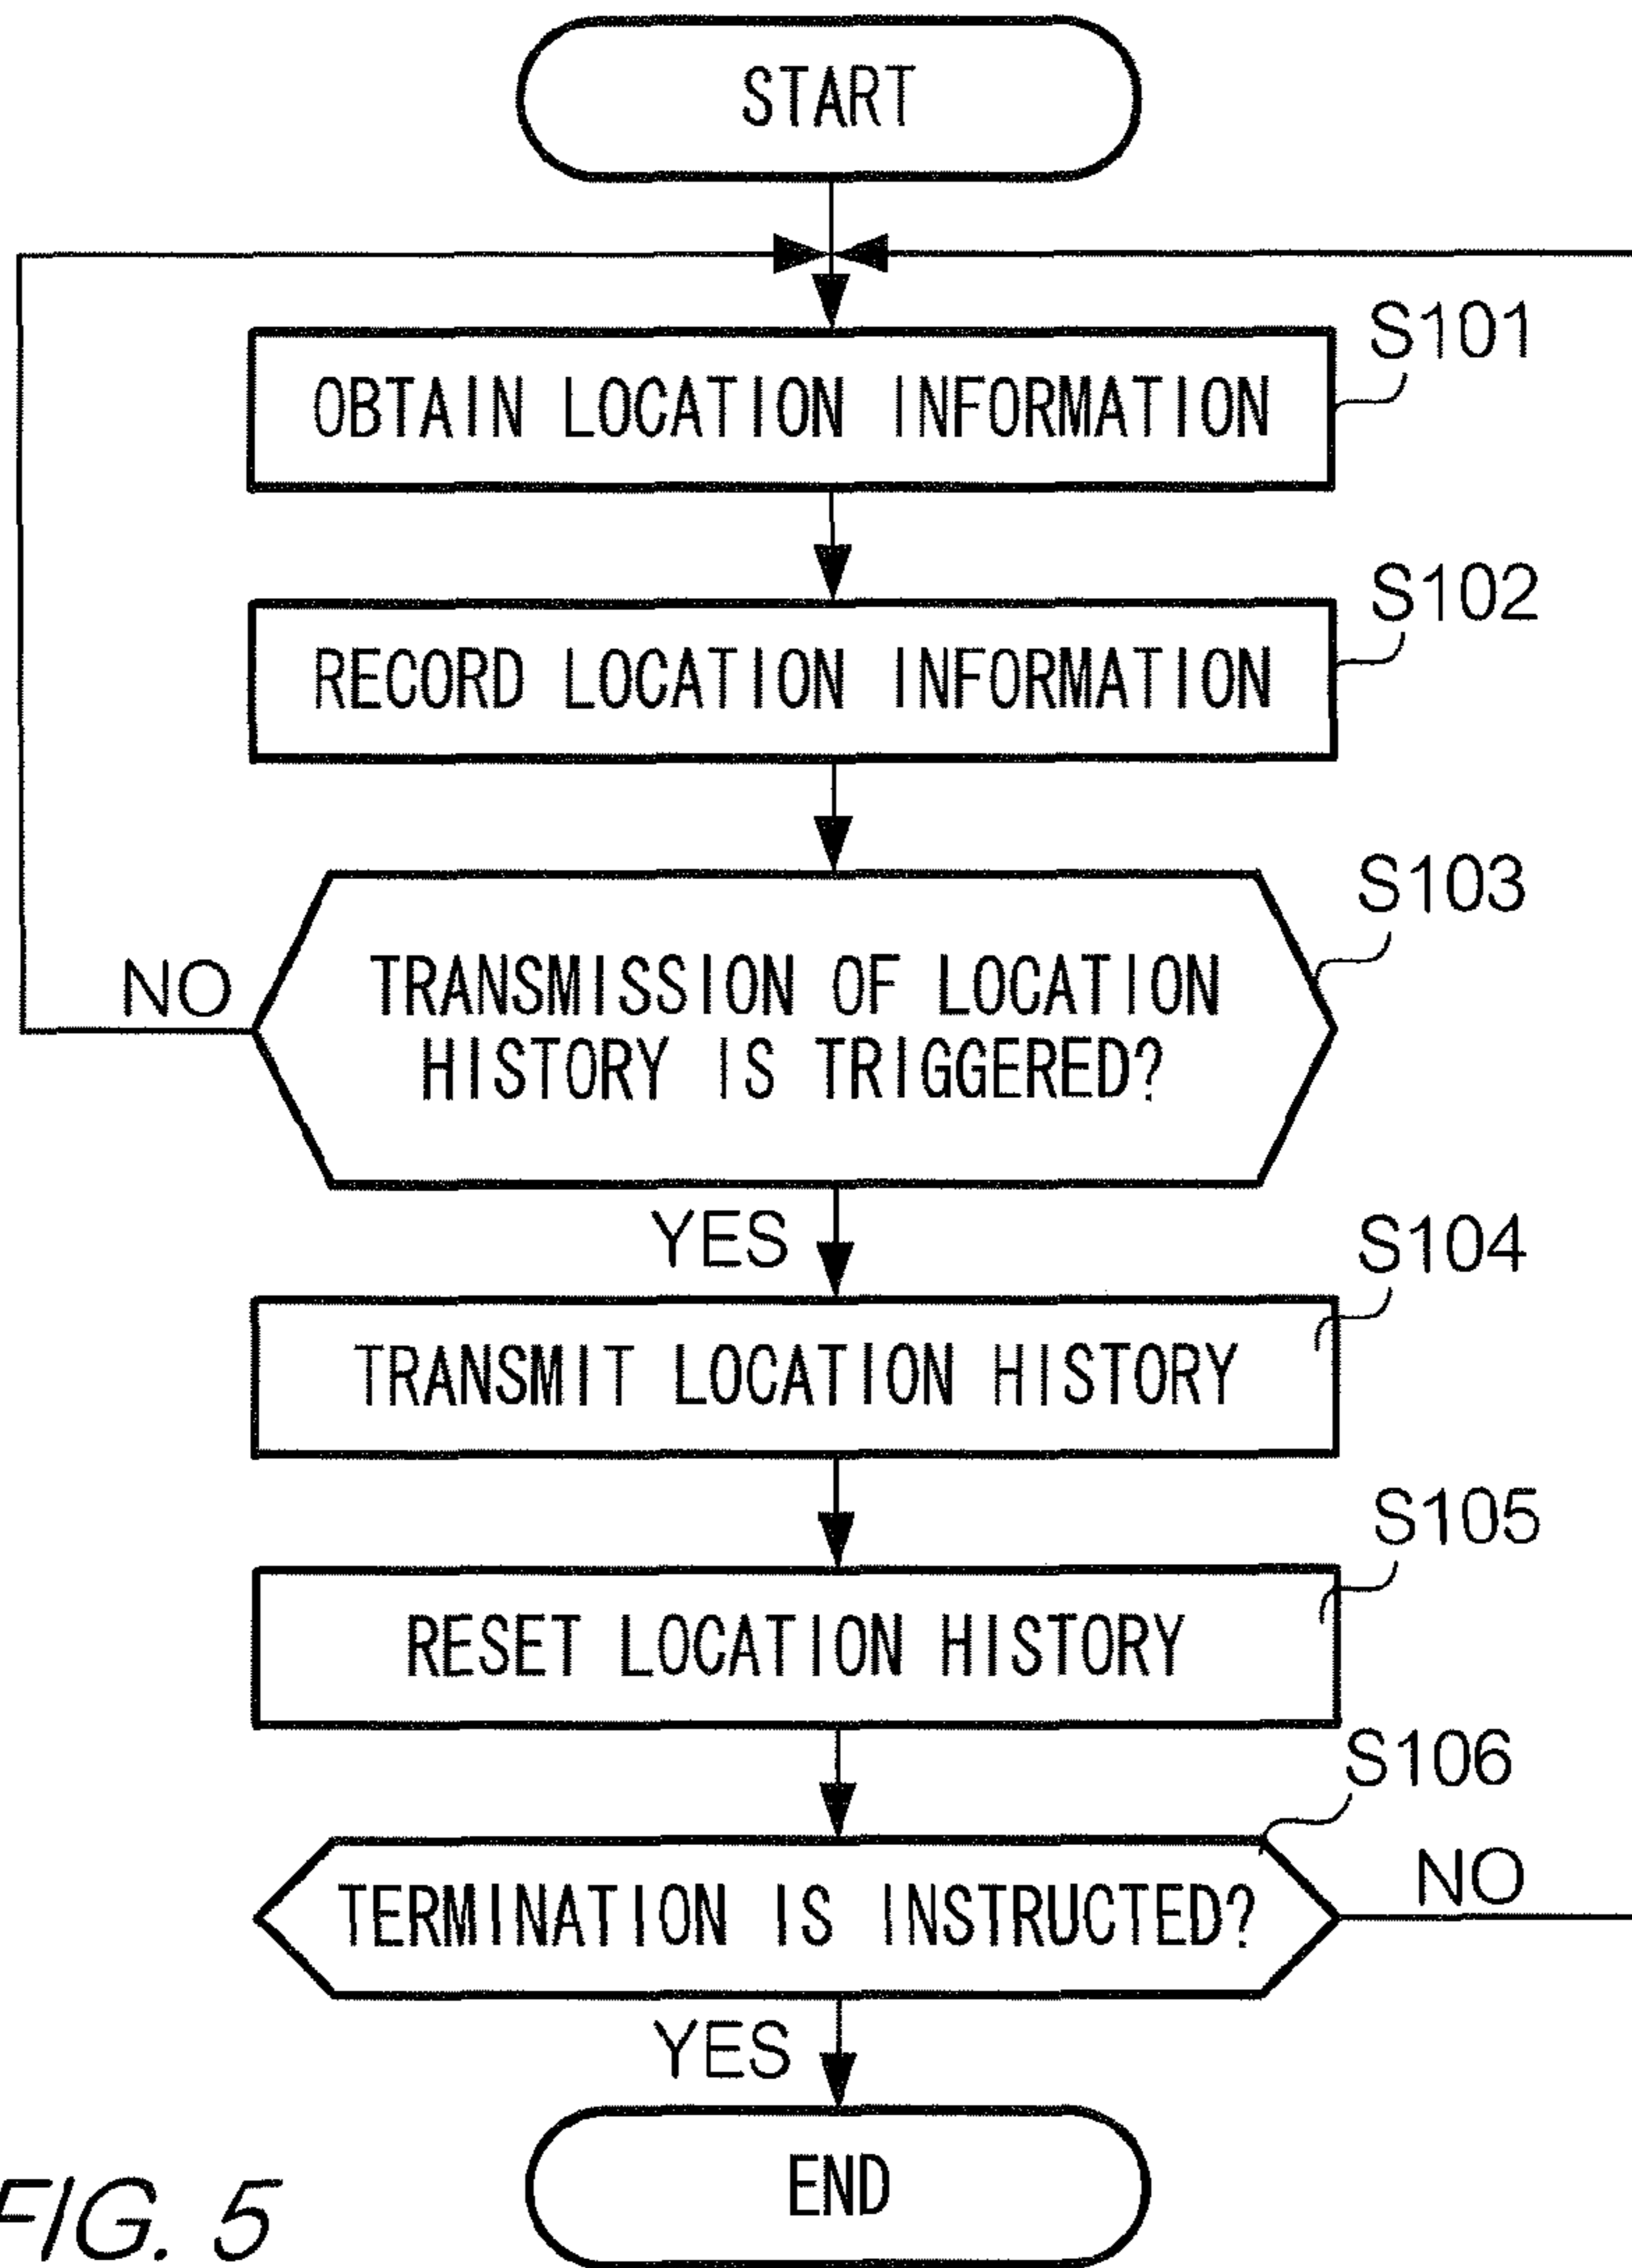 START
S101
OBTAIN LOCATION INFORMATION
S102
RECORD LOCATION INFORMATION
S103
NO
TRANSMISSION OF LOCATION
HISTORY IS TRIGGERED?
YES
S104
TRANSMIT LOCATION HISTORY
S105
RESET LOCATION HISTORY
S106
TERMINATION IS INSTRUCTED?
NO
YES
END
FIG. 5